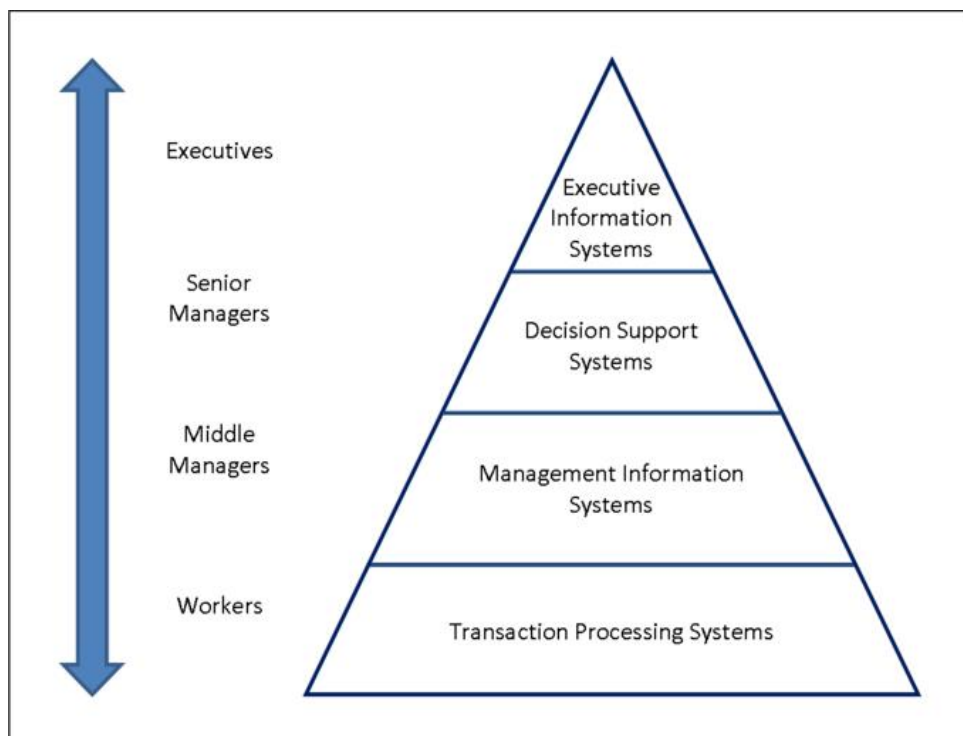 Executives
Executive
Information
Systems
Senior
Managers
Decision Support
Systems
Middle
Managers
Management Information
Systems
Workers
Transaction Processing Systems